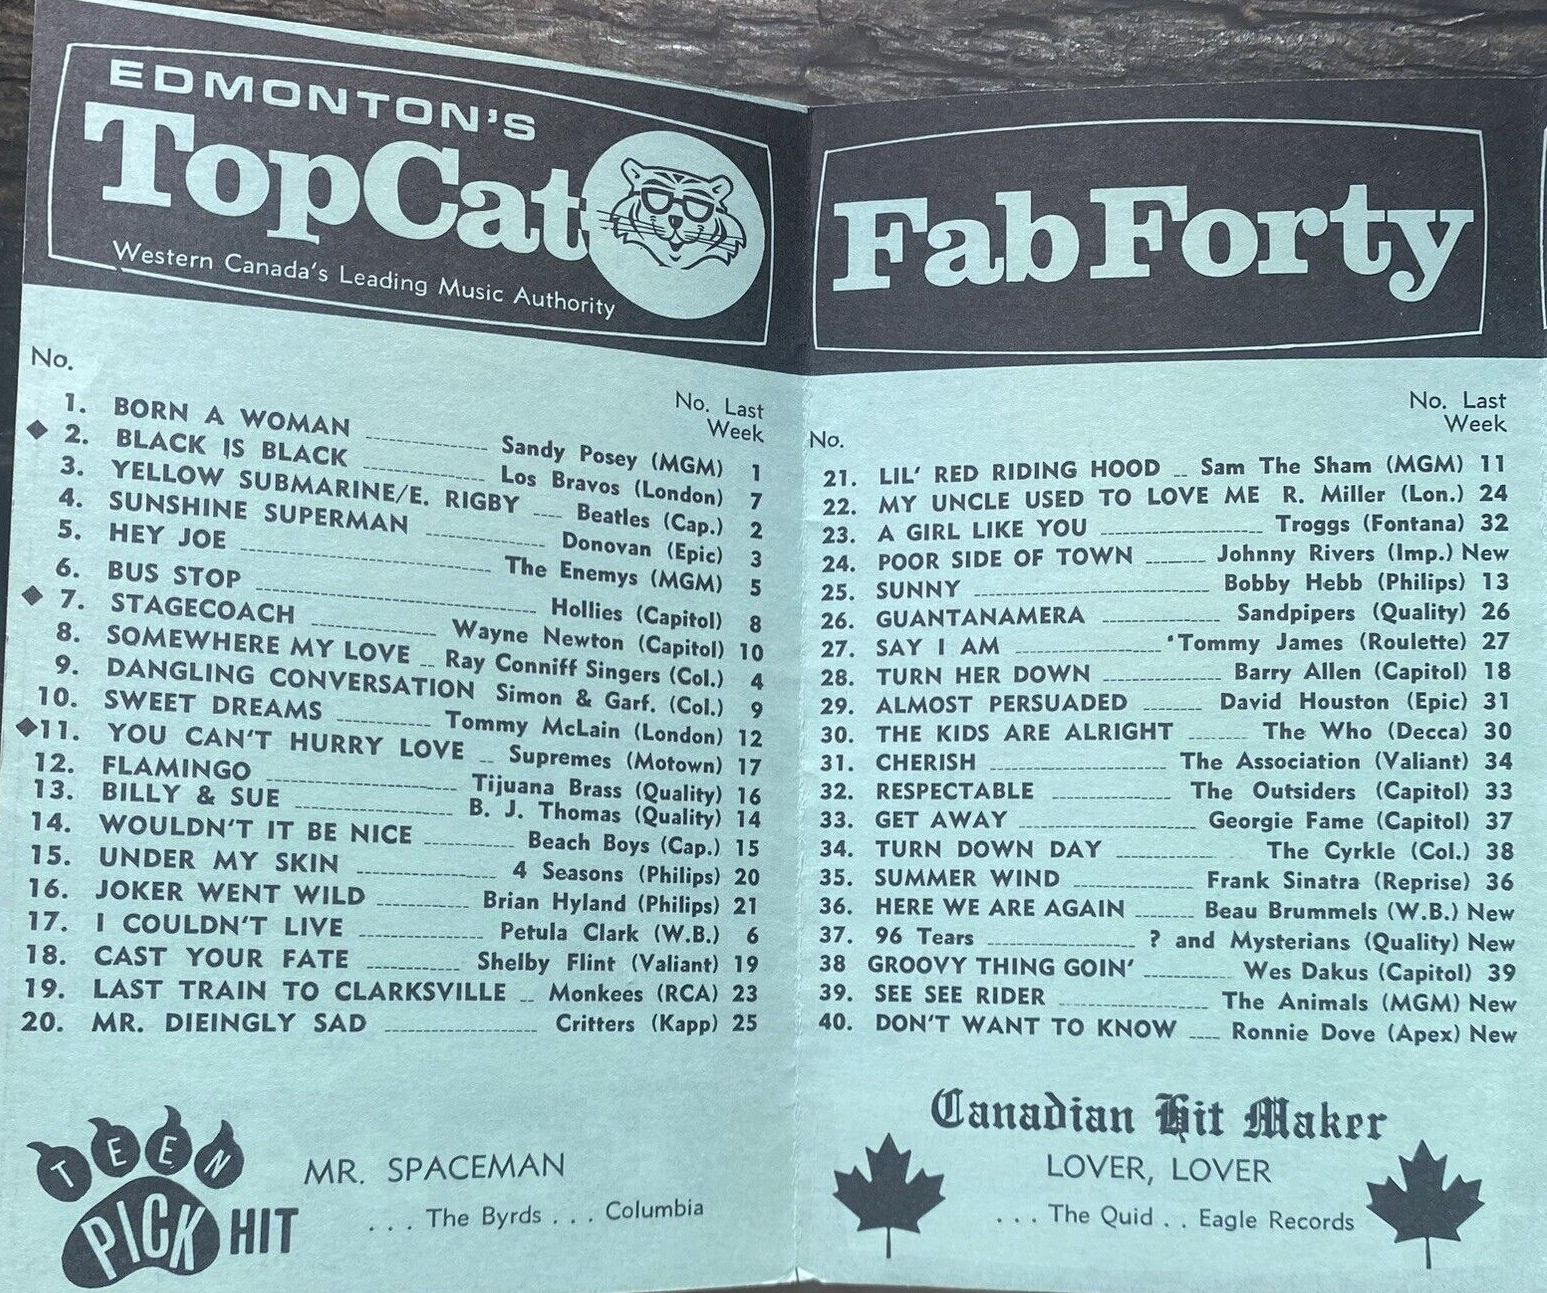 EDMONTON'S
TopCat
Western Canada's Leading Music Authority
No.
No. Last
Week
1. BORN A WOMAN Sandy Posey (MGM) 1
2. BLACK IS BLACK Los Bravos (London) 7
3. YELLOW SUBMARINE/E. RIGBY Beatles (Cap.) 2
4. SUNSHINE SUPERMAN Donovan (Epic) 3
5. HEY JOE The Enemys (MGM) 5
6. BUS STOP Hollies (Capitol) 8
7. STAGECOACH Wayne Newton (Capitol) 10
8. SOMEWHERE MY LOVE Ray Conniff Singers (Col.) 4
9. DANGLING CONVERSATION Simon & Garf. (Col.) 9
10. SWEET DREAMS Tommy McLain (London) 12
11. YOU CAN'T HURRY LOVE Supremes (Motown) 17
12. FLAMINGO Tijuana Brass (Quality) 16
13. BILLY & SUE B. J. Thomas (Quality) 14
14. WOULDN'T IT BE NICE Beach Boys (Cap.) 15
15. UNDER MY SKIN 4 Seasons (Philips) 20
16. JOKER WENT WILD Brian Hyland (Philips) 21
17. I COULDN'T LIVE Petula Clark (W.B.) 6
18. CAST YOUR FATE Shelby Flint (Valiant) 19
19. LAST TRAIN TO CLARKSVILLE Monkees (RCA) 23
20. MR. DIEINGLY SAD Critters (Kapp) 25
TEEN
PICK HIT
MR. SPACEMAN
. . . The Byrds . . . Columbia
Fab Forty
No.
No. Last
Week
21. LIL' RED RIDING HOOD Sam The Sham (MGM) 11
22. MY UNCLE USED TO LOVE ME R. Miller (Lon.) 24
23. A GIRL LIKE YOU Troggs (Fontana) 32
24. POOR SIDE OF TOWN Johnny Rivers (Imp.) New
25. SUNNY Bobby Hebb (Philips) 13
26. GUANTANAMERA Sandpipers (Quality) 26
27. SAY I AM Tommy James (Roulette) 27
28. TURN HER DOWN Barry Allen (Capitol) 18
29. ALMOST PERSUADED David Houston (Epic) 31
30. THE KIDS ARE ALRIGHT The Who (Decca) 30
31. CHERISH The Association (Valiant) 34
32. RESPECTABLE The Outsiders (Capitol) 33
33. GET AWAY Georgie Fame (Capitol) 37
34. TURN DOWN DAY The Cyrkle (Col.) 38
35. SUMMER WIND Frank Sinatra (Reprise) 36
36. HERE WE ARE AGAIN Beau Brummels (W.B.) New
37. 96 Tears ? and Mysterians (Quality) New
38 GROOVY THING GOIN' Wes Dakus (Capitol) 39
39. SEE SEE RIDER The Animals (MGM) New
40. DON'T WANT TO KNOW Ronnie Dove (Apex) New
Canadian Hit Maker
LOVER, LOVER
. . . The Quid . . Eagle Records